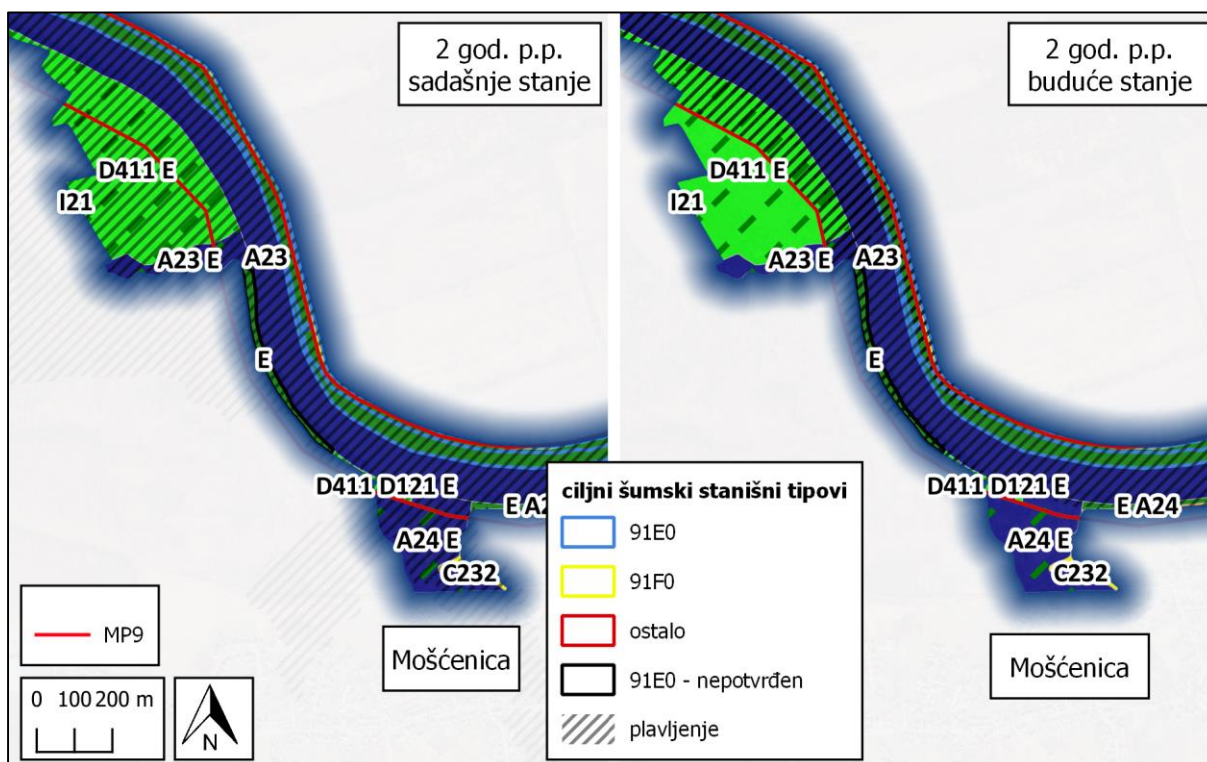 2 god. p.p.
sadašnje stanje
D411 E
I21
A23 E
A23
E
D411 D121 E
E A2
A24 E
C232
Mošćenica
MP9
0 100 200 m
N
2 god. p.p.
buduće stanje
D411 E
I21
A23 E
A23
E
D411 D121 E
E A24
A24 E
C232
Mošćenica
ciljni šumski stanišni tipovi
91E0
91F0
ostalo
91E0 - nepotvrđen
plavljenje